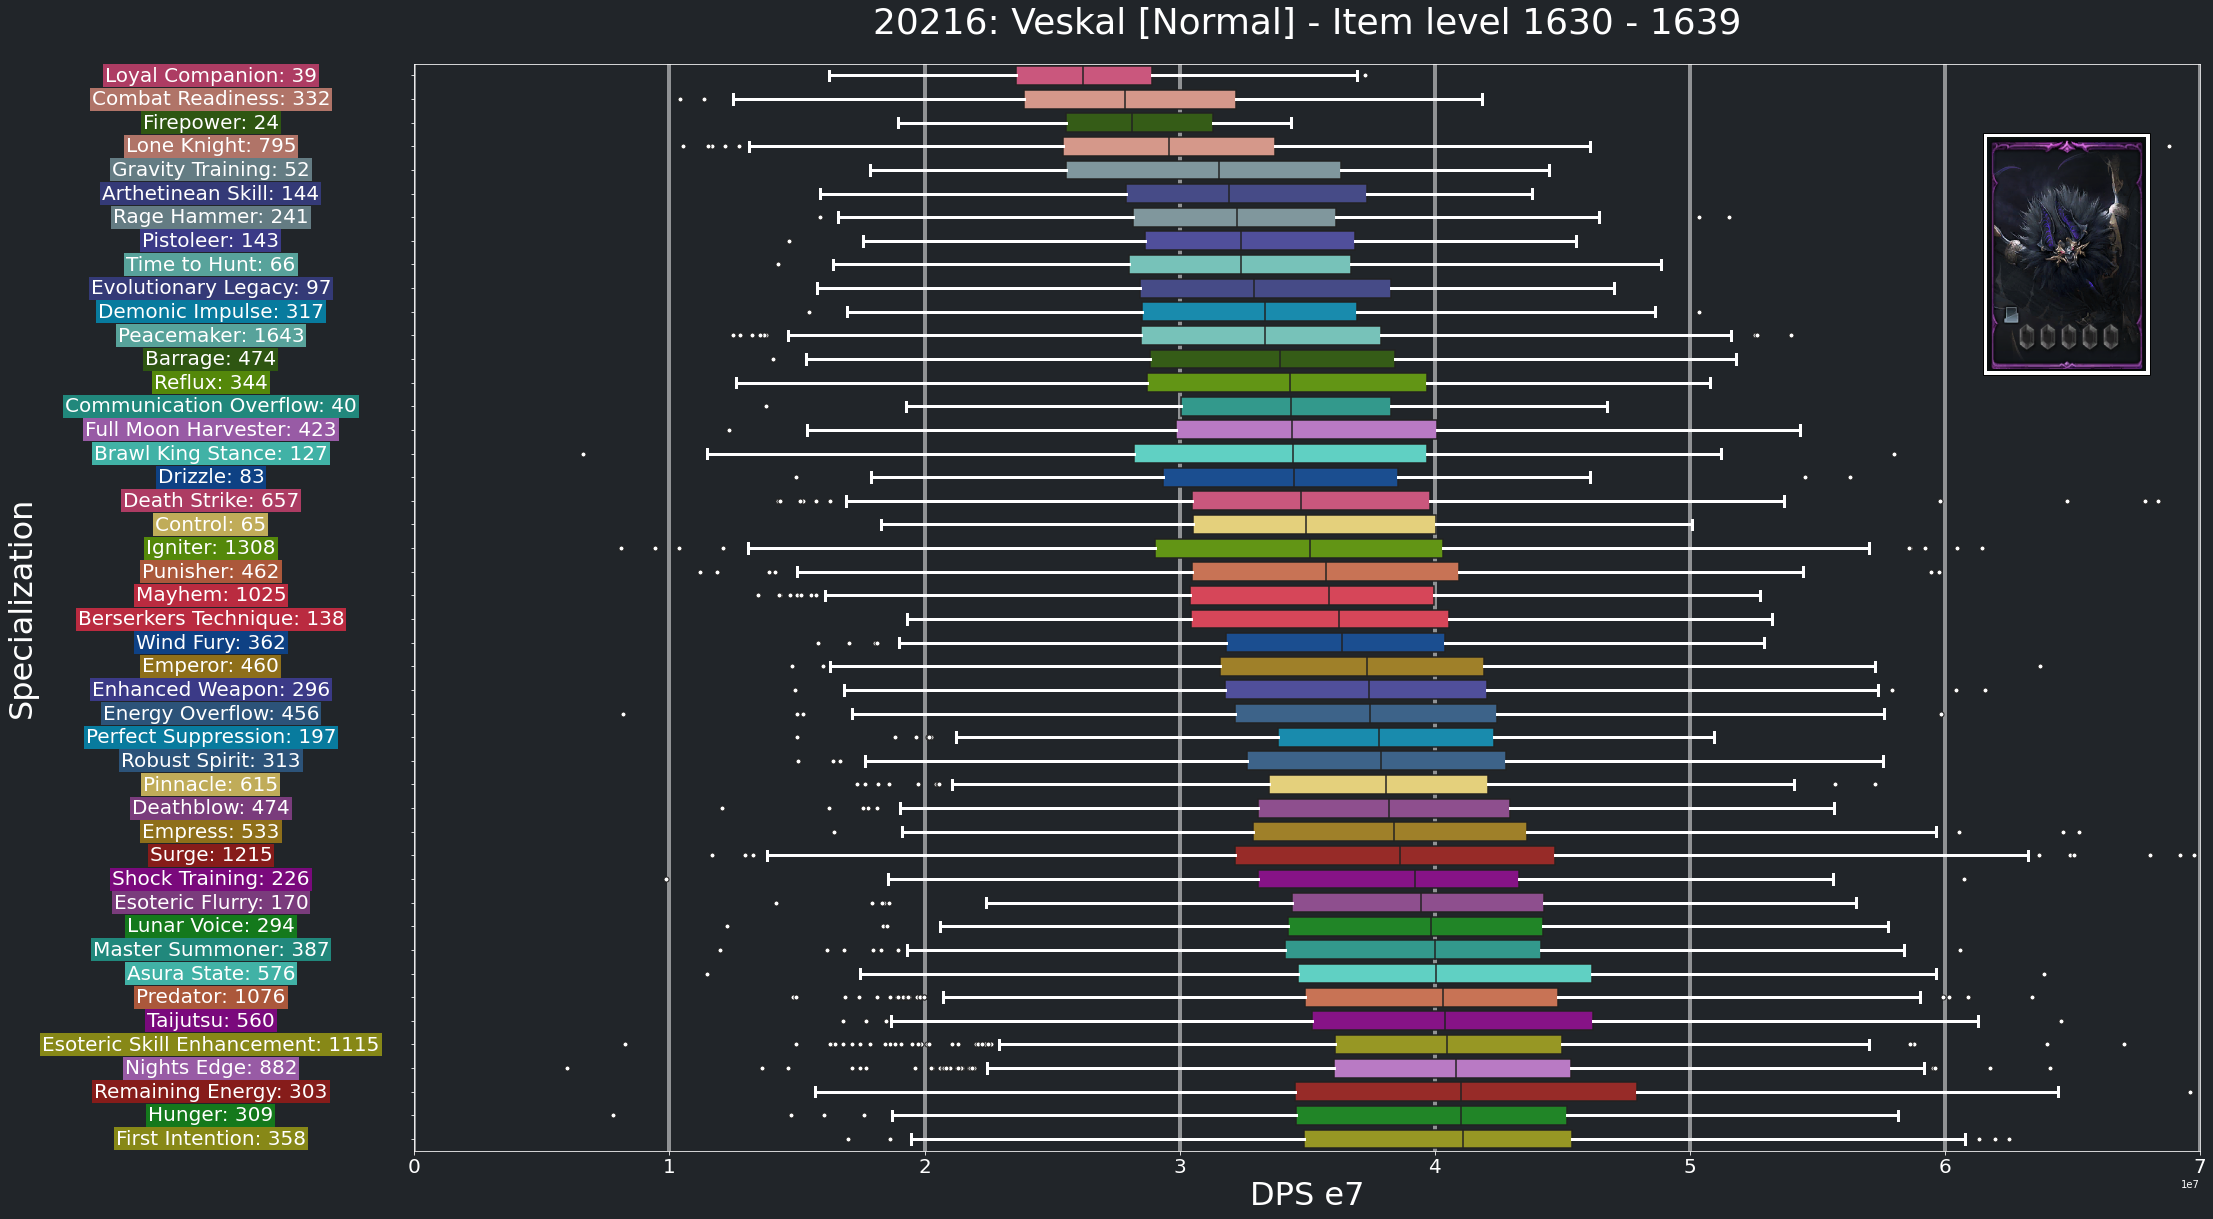 20216: Veskal [Normal] - Item level 1630 - 1639
Specialization
Loyal Companion: 39
Combat Readiness: 332
Firepower: 24
Lone Knight: 795
Gravity Training: 52
Arthetinean Skill: 144
Rage Hammer: 241
Pistoleer: 143
Time to Hunt: 66
Evolutionary Legacy: 97
Demonic Impulse: 317
Peacemaker: 1643
Barrage: 474
Reflux: 344
Communication Overflow: 40
Full Moon Harvester: 423
Brawl King Stance: 127
Drizzle: 83
Death Strike: 657
Control: 65
Igniter: 1308
Punisher: 462
Mayhem: 1025
Berserkers Technique: 138
Wind Fury: 362
Emperor: 460
Enhanced Weapon: 296
Energy Overflow: 456
Perfect Suppression: 197
Robust Spirit: 313
Pinnacle: 615
Deathblow: 474
Empress: 533
Surge: 1215
Shock Training: 226
Esoteric Flurry: 170
Lunar Voice: 294
Master Summoner: 387
Asura State: 576
Predator: 1076
Taijutsu: 560
Esoteric Skill Enhancement: 1115
Nights Edge: 882
Remaining Energy: 303
Hunger: 309
First Intention: 358
0 1 2 3 4 5 6 7
1e7
DPS e7